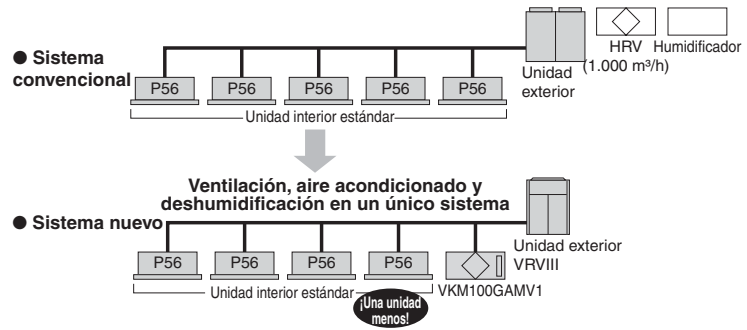 ● Sistema convencional
HRV
(1.000 m³/h)
Humidificador
Unidad exterior
P56 P56 P56 P56 P56
Unidad interior estándar
Ventilación, aire acondicionado y
deshumidificación en un único sistema
● Sistema nuevo
Unidad exterior
VRVIII
P56 P56 P56 P56
VKM100GAMV1
Unidad interior estándar
¡Una unidad
menos!